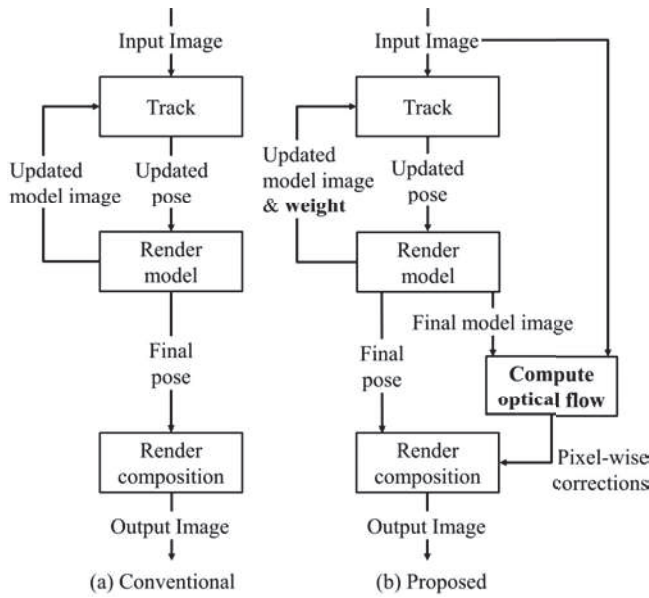 Input Image
Track
Updated
model image
Updated
pose
Render
model
Final
pose
Render
composition
Output Image
(a) Conventional
Input Image
Track
Updated
model image
& weight
Updated
pose
Render
model
Final model image
Final
pose
Compute
optical flow
Render
composition
Pixel-wise
corrections
Output Image
(b) Proposed